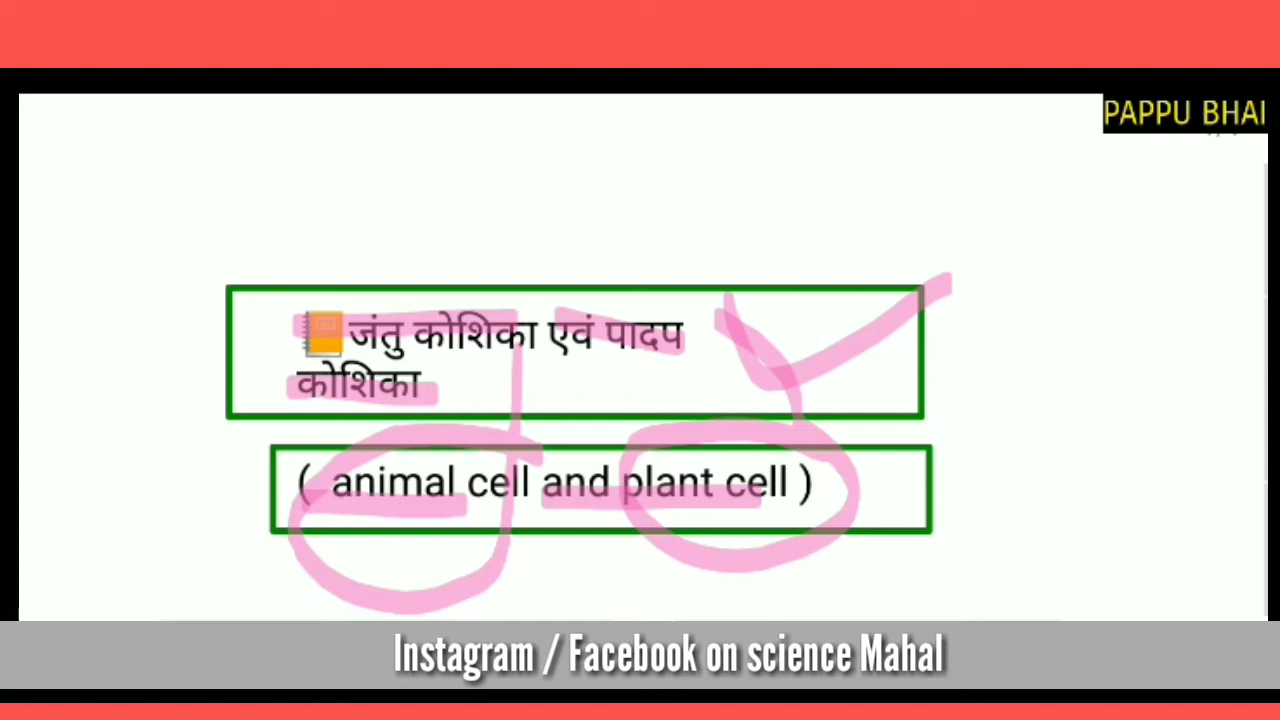 PAPPU BHAI
जंतु कोशिका एवं पादप
कोशिका
( animal cell and plant cell )
Instagram / Facebook on science Mahal